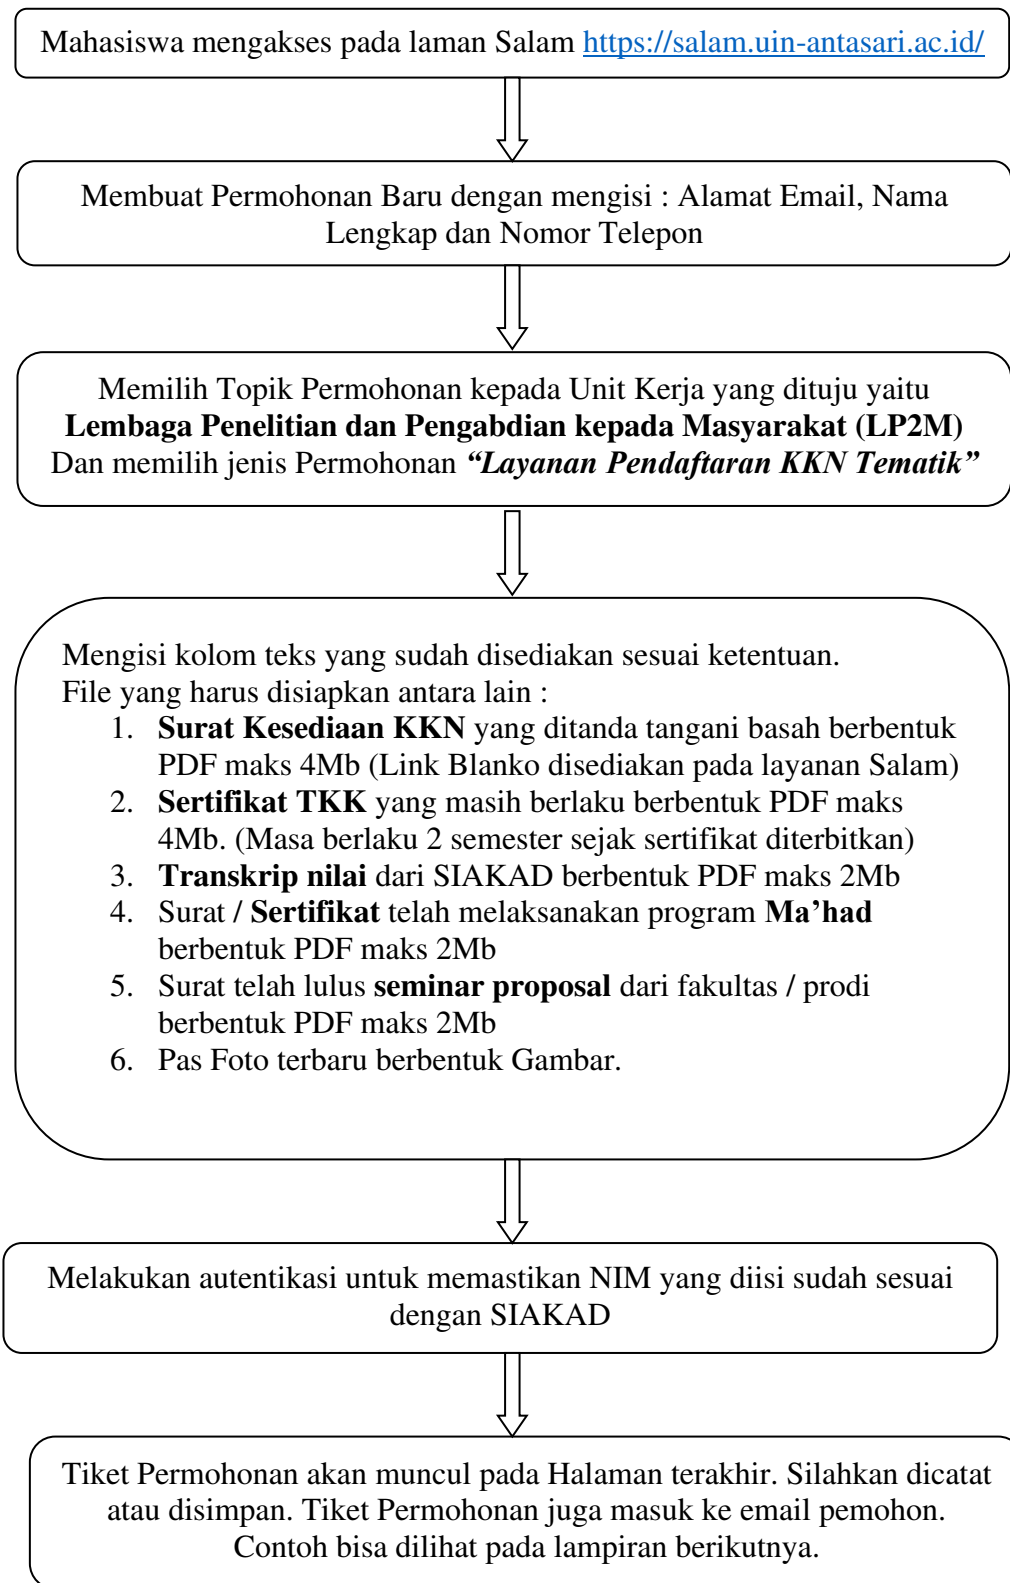 Mahasiswa mengakses pada laman Salam https://salam.uin-antasari.ac.id/
Membuat Permohonan Baru dengan mengisi : Alamat Email, Nama
Lengkap dan Nomor Telepon
Memilih Topik Permohonan kepada Unit Kerja yang dituju yaitu
Lembaga Penelitian dan Pengabdian kepada Masyarakat (LP2M)
Dan memilih jenis Permohonan “Layanan Pendaftaran KKN Tematik”
Mengisi kolom teks yang sudah disediakan sesuai ketentuan.
File yang harus disiapkan antara lain :
1. Surat Kesediaan KKN yang ditanda tangani basah berbentuk
PDF maks 4Mb (Link Blanko disediakan pada layanan Salam)
2. Sertifikat TKK yang masih berlaku berbentuk PDF maks
4Mb. (Masa berlaku 2 semester sejak sertifikat diterbitkan)
3. Transkrip nilai dari SIAKAD berbentuk PDF maks 2Mb
4. Surat / Sertifikat telah melaksanakan program Ma’had
berbentuk PDF maks 2Mb
5. Surat telah lulus seminar proposal dari fakultas / prodi
berbentuk PDF maks 2Mb
6. Pas Foto terbaru berbentuk Gambar.
Melakukan autentikasi untuk memastikan NIM yang diisi sudah sesuai
dengan SIAKAD
Tiket Permohonan akan muncul pada Halaman terakhir. Silahkan dicatat
atau disimpan. Tiket Permohonan juga masuk ke email pemohon.
Contoh bisa dilihat pada lampiran berikutnya.